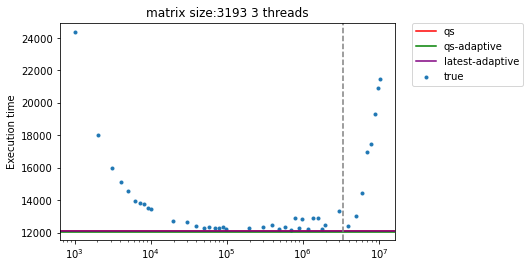 matrix size:3193 3 threads
Execution time
24000
22000
20000
18000
16000
14000
12000
10³
10⁴
10⁵
10⁶
10⁷
qs
qs-adaptive
latest-adaptive
true